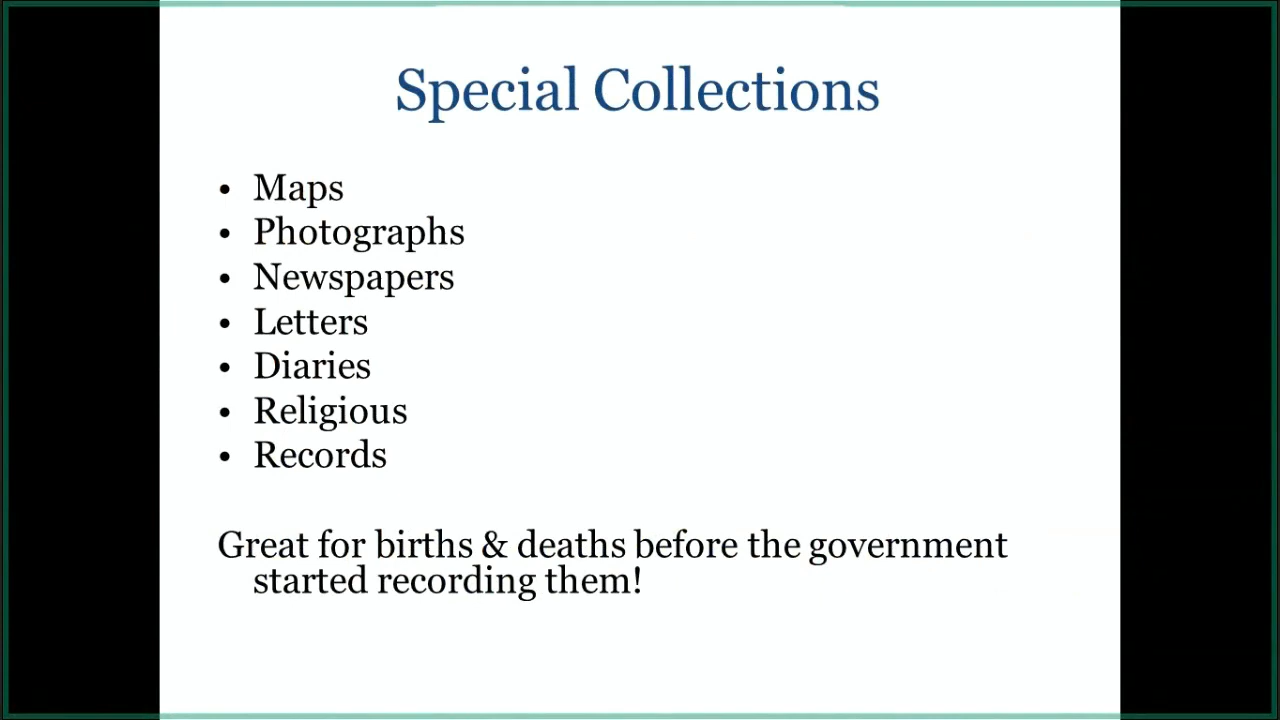 Special Collections
• Maps
• Photographs
• Newspapers
• Letters
• Diaries
• Religious
• Records
Great for births & deaths before the government
started recording them!